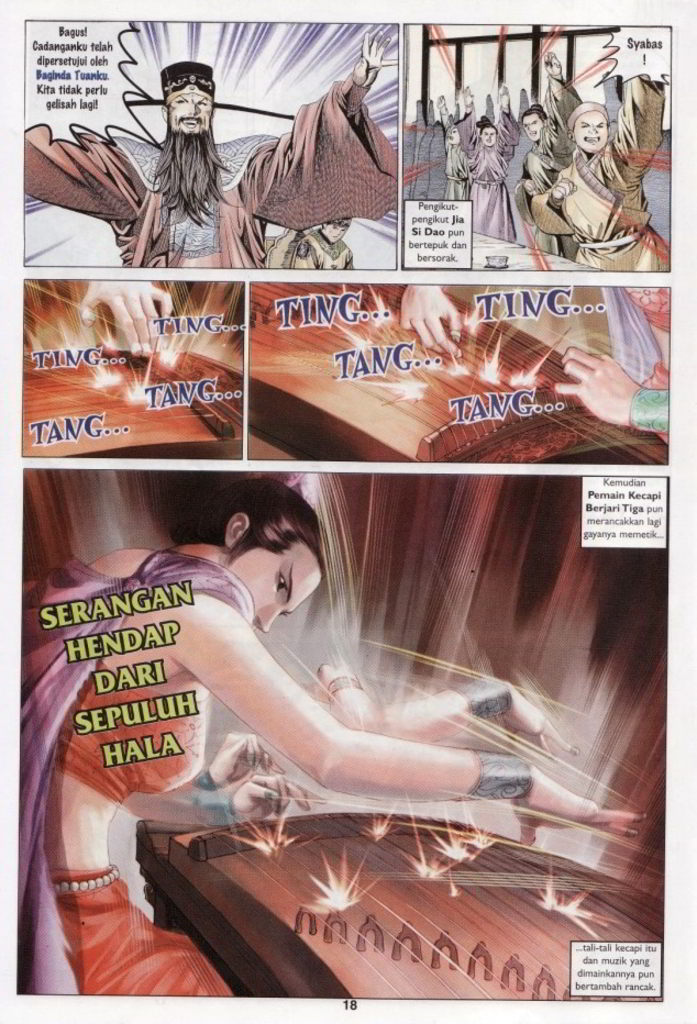 Bagus!
Cadanganku telah
dipersetujui oleh
Baginda Tuanku.
Kita tidak perlu
gelisah lagi!
Syabas
!
Pengikut-
pengikut Jia
Si Dao pun
bertepuk dan
bersorak.
TING...
TING...
TANG...
TANG...
TING...
TING...
TANG...
TANG...
Kemudian
Pemain Kecapi
Berjari Tiga pun
merancakkan lagi
gayanya memetik...
SERANGAN
HENDAP
DARI
SEPULUH
HALA
...tali-tali kecapi itu
dan muzik yang
dimainkannya pun
bertambah rancak.
18